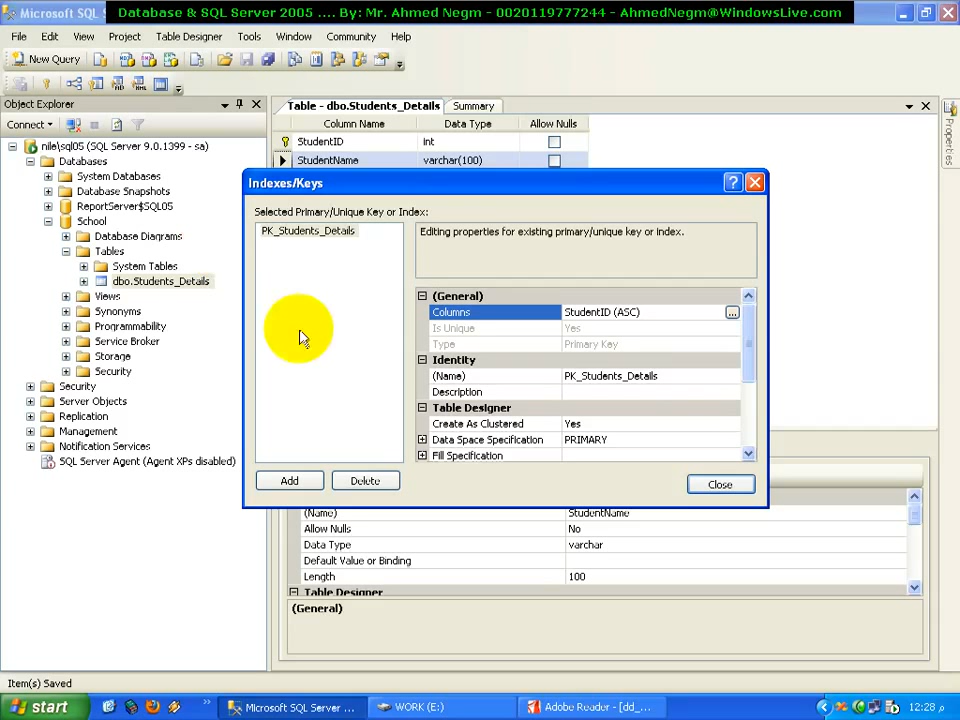 Microsoft SQL
Database & SQL Server 2005 .... By: Mr. Ahmed Negm - 0020119777244 - AhmedNegm@WindowsLive.com
File Edit View Project Table Designer Tools Window Community Help
New Query
Object Explorer
Connect
nile\sql05 (SQL Server 9.0.1399 - sa)
Databases
System Databases
Database Snapshots
ReportServer$SQL05
School
Database Diagrams
Tables
System Tables
dbo.Students_Details
Views
Synonyms
Programmability
Service Broker
Storage
Security
Security
Server Objects
Replication
Management
Notification Services
SQL Server Agent (Agent XPs disabled)
Table - dbo.Students_Details Summary
Column Name Data Type Allow Nulls
StudentID int
StudentName varchar(100)
Properties
Indexes/Keys
Selected Primary/Unique Key or Index:
PK_Students_Details
Editing properties for existing primary/unique key or index.
(General)
Columns StudentID (ASC) ...
Is Unique Yes
Type Primary Key
Identity
(Name) PK_Students_Details
Description
Table Designer
Create As Clustered Yes
Data Space Specification PRIMARY
Fill Specification
Add Delete Close
(Name) StudentName
Allow Nulls No
Data Type varchar
Default Value or Binding
Length 100
Table Designer
(General)
Item(s) Saved
start Microsoft SQL Server ... WORK (E:) Adobe Reader - [dd_... 12:28 م